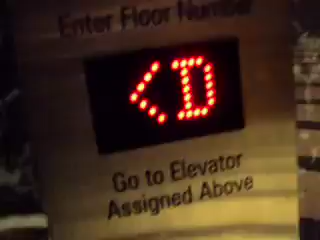 Enter Floor Number
<D
Go to Elevator
Assigned Above